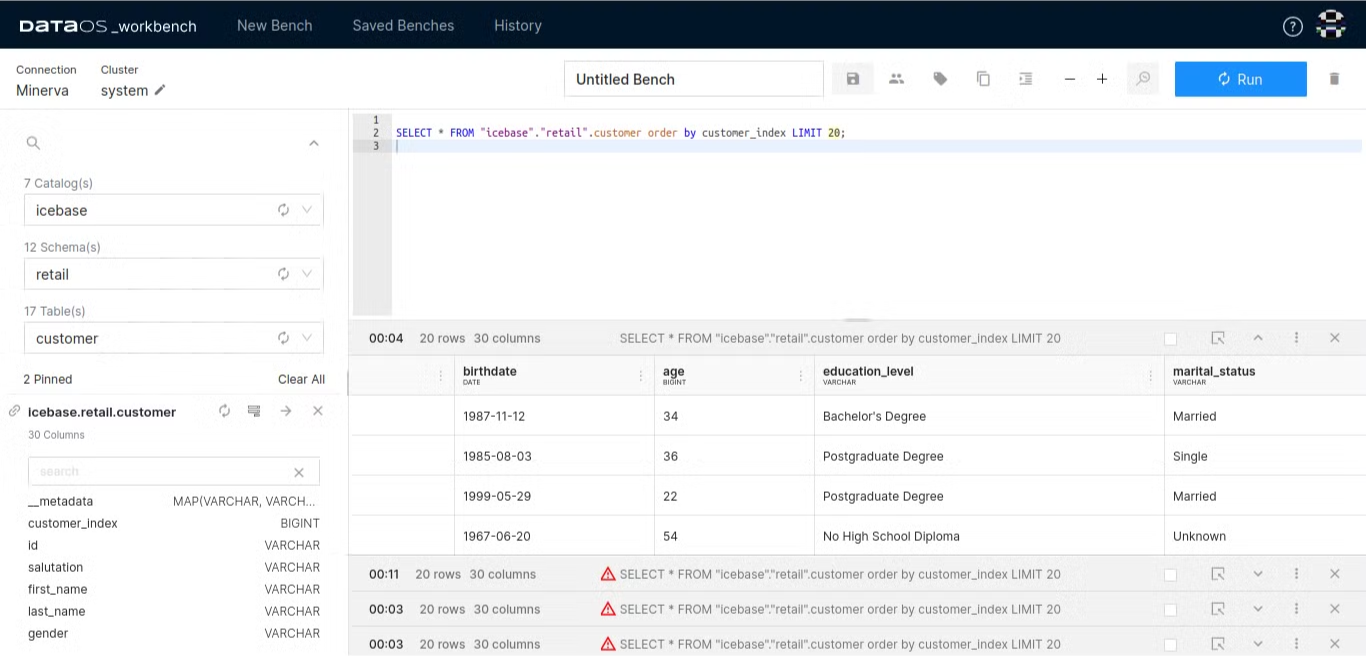 DATAOS _workbench New Bench Saved Benches History ?
Connection Cluster
Minerva system
Untitled Bench Run
7 Catalog(s)
icebase
12 Schema(s)
retail
17 Table(s)
customer
2 Pinned Clear All
icebase.retail.customer
30 Columns
search
__metadata MAP(VARCHAR, VARCH...
customer_index BIGINT
id VARCHAR
salutation VARCHAR
first_name VARCHAR
last_name VARCHAR
gender VARCHAR
1
2 SELECT * FROM "icebase"."retail".customer order by customer_index LIMIT 20;
3
00:04 20 rows 30 columns SELECT * FROM "icebase"."retail".customer order by customer_index LIMIT 20
birthdate age education_level marital_status
DATE BIGINT VARCHAR VARCHAR
1987-11-12 34 Bachelor's Degree Married
1985-08-03 36 Postgraduate Degree Single
1999-05-29 22 Postgraduate Degree Married
1967-06-20 54 No High School Diploma Unknown
00:11 20 rows 30 columns SELECT * FROM "icebase"."retail".customer order by customer_index LIMIT 20
00:03 20 rows 30 columns SELECT * FROM "icebase"."retail".customer order by customer_index LIMIT 20
00:03 20 rows 30 columns SELECT * FROM "icebase"."retail".customer order by customer_index LIMIT 20